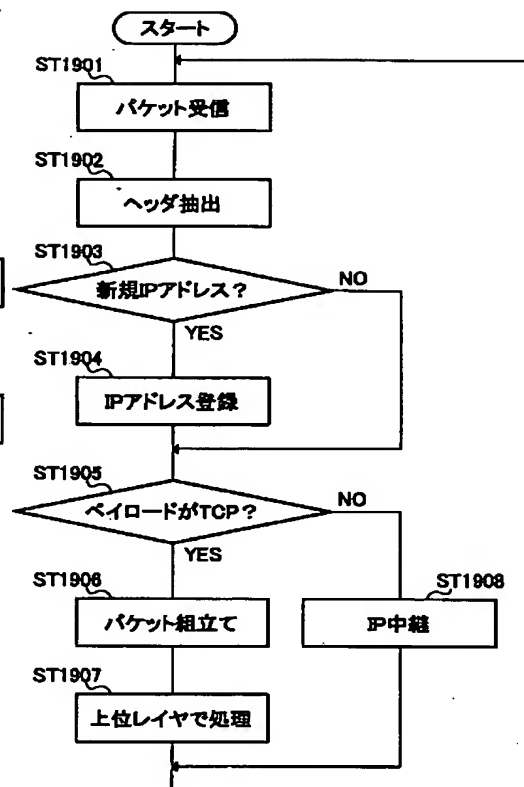 スタート
ST1901
パケット受信
ST1902
ヘッダ抽出
ST1903
新規IPアドレス?
NO
YES
ST1904
IPアドレス登録
ST1905
ペイロードがTCP?
NO
YES
ST1906
パケット組立て
ST1908
IP中継
ST1907
上位レイヤで処理